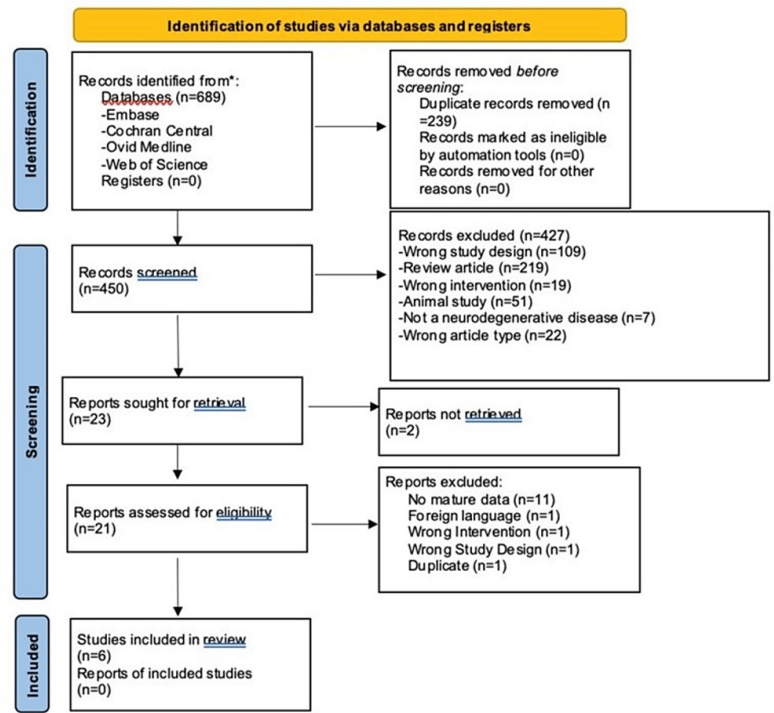 Identification of studies via databases and registers
Identification
Records identified from*:
Databases (n=689)
-Embase
-Cochran Central
-Ovid Medline
-Web of Science
Registers (n=0)
Records removed before
screening:
Duplicate records removed (n
=239)
Records marked as ineligible
by automation tools (n=0)
Records removed for other
reasons (n=0)
Screening
Records screened
(n=450)
Records excluded (n=427)
-Wrong study design (n=109)
-Review article (n=219)
-Wrong intervention (n=19)
-Animal study (n=51)
-Not a neurodegenerative disease (n=7)
-Wrong article type (n=22)
Reports sought for retrieval
(n=23)
Reports not retrieved
(n=2)
Reports assessed for eligibility
(n=21)
Reports excluded:
No mature data (n=11)
Foreign language (n=1)
Wrong Intervention (n=1)
Wrong Study Design (n=1)
Duplicate (n=1)
Included
Studies included in review
(n=6)
Reports of included studies
(n=0)